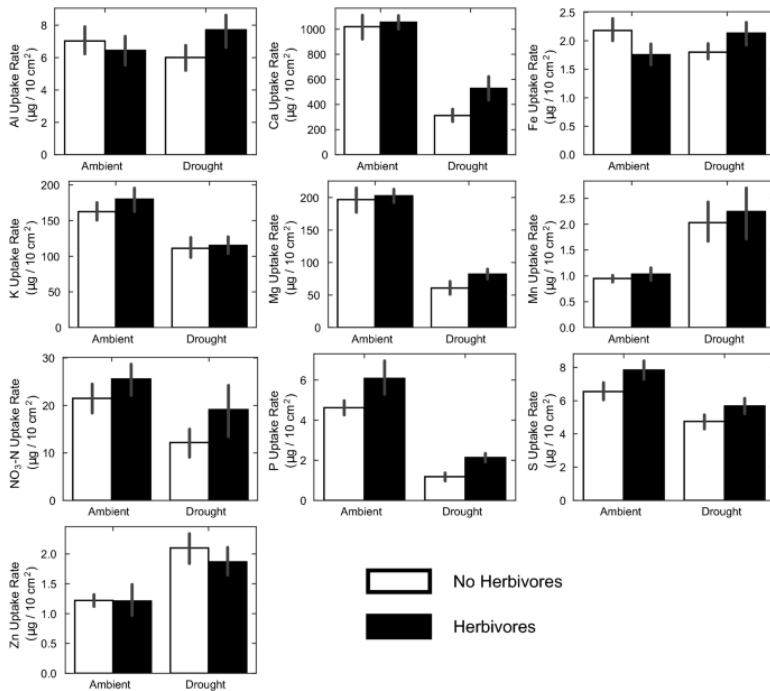 Al Uptake Rate
(µg / 10 cm²)
8
6
4
2
0
Ambient
Drought
Ca Uptake Rate
(µg / 10 cm²)
1000
800
600
400
200
0
Ambient
Drought
Fe Uptake Rate
(µg / 10 cm²)
2.5
2.0
1.5
1.0
0.5
0.0
Ambient
Drought
K Uptake Rate
(µg / 10 cm²)
200
150
100
50
0
Ambient
Drought
Mg Uptake Rate
(µg / 10 cm²)
200
150
100
50
0
Ambient
Drought
Mn Uptake Rate
(µg / 10 cm²)
2.5
2.0
1.5
1.0
0.5
0.0
Ambient
Drought
NO₃-N Uptake Rate
(µg / 10 cm²)
30
20
10
0
Ambient
Drought
P Uptake Rate
(µg / 10 cm²)
6
4
2
0
Ambient
Drought
S Uptake Rate
(µg / 10 cm²)
8
6
4
2
0
Ambient
Drought
Zn Uptake Rate
(µg / 10 cm²)
2.0
1.5
1.0
0.5
0.0
Ambient
Drought
No Herbivores
Herbivores